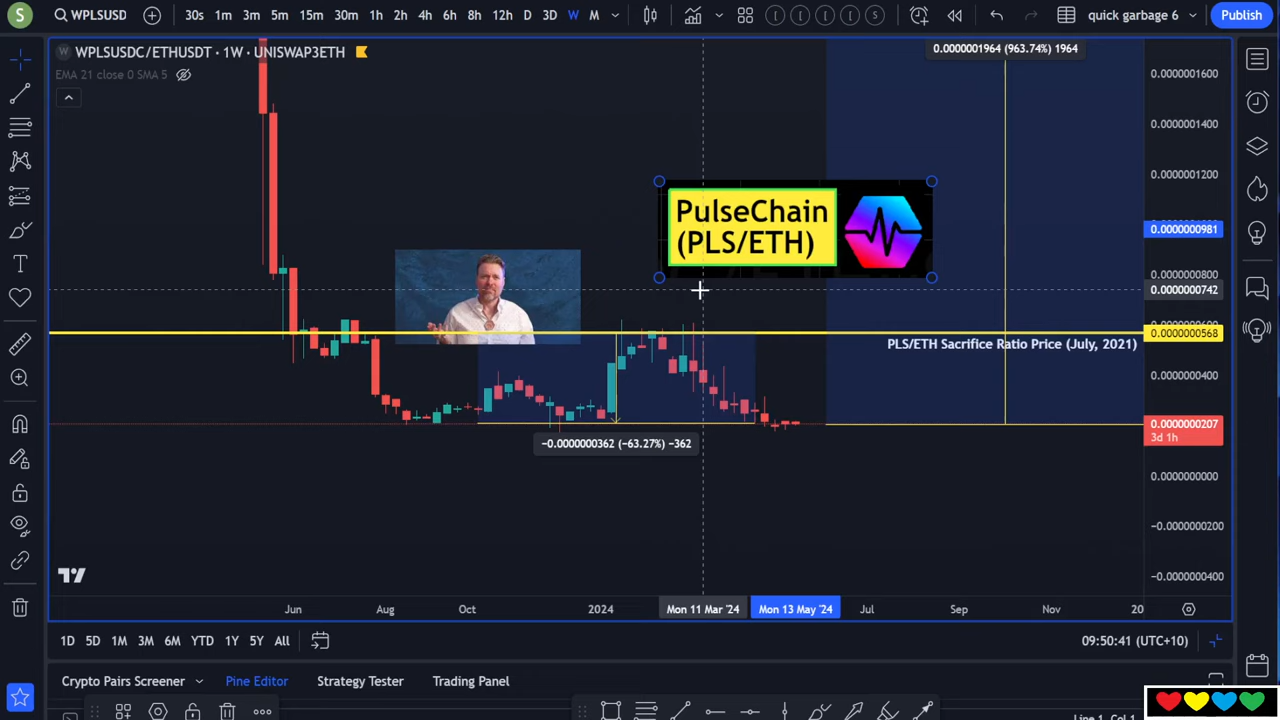 S WPLSUSD 30s 1m 3m 5m 15m 30m 1h 2h 4h 6h 8h 12h D 3D W M S quick garbage 6 Publish
WPLSUSDC/ETHUSDT · 1W · UNISWAP3ETH
EMA 21 close 0 SMA 5
0.0000001964 (963.74%) 1964
0.0000001600
0.0000001400
0.0000001200
PulseChain
(PLS/ETH)
0.0000000981
0.0000000800
0.0000000742
0.0000000568
PLS/ETH Sacrifice Ratio Price (July, 2021)
0.0000000400
0.0000000207
3d 1h
−0.0000000362 (−63.27%) −362
0.0000000000
−0.0000000200
−0.0000000400
Jun Aug Oct 2024 Mon 11 Mar '24 Mon 13 May '24 Jul Sep Nov 20
1D 5D 1M 3M 6M YTD 1Y 5Y All 09:50:41 (UTC+10)
Crypto Pairs Screener Pine Editor Strategy Tester Trading Panel
Line 1, Col 1